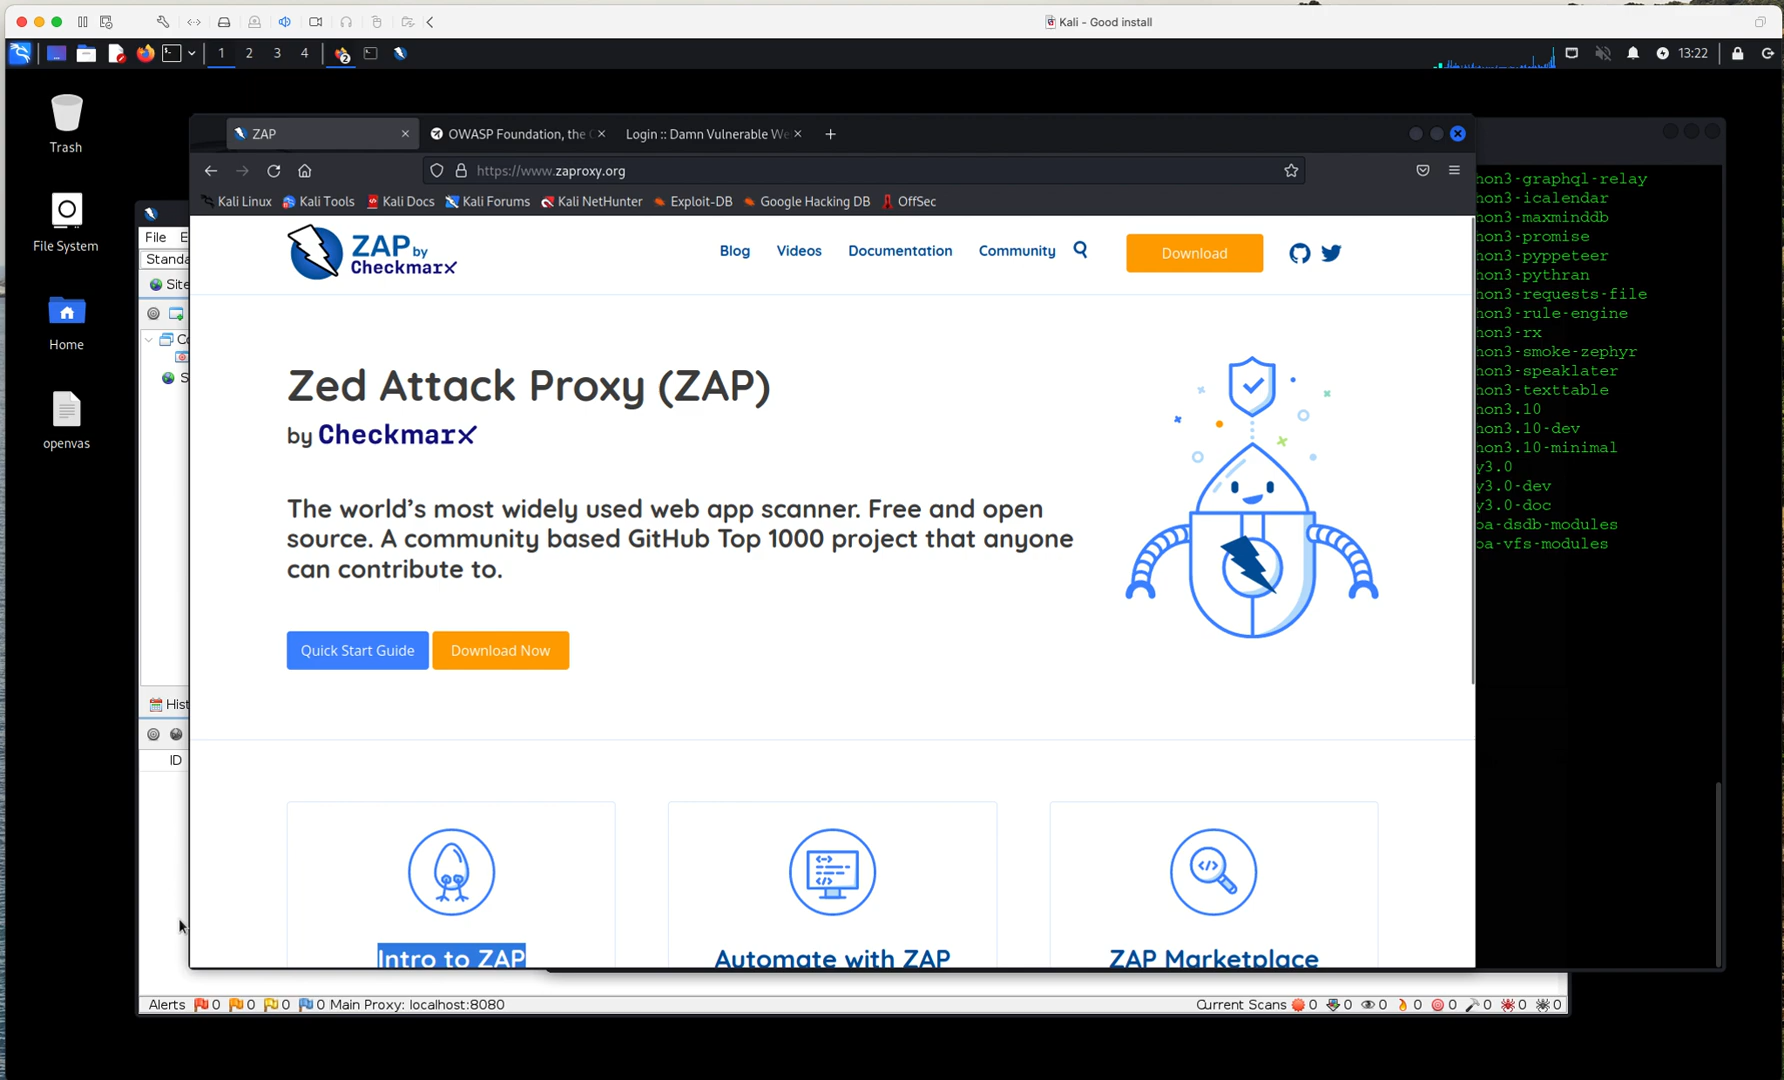 Kali - Good install
1 2 3 4
2
13:22
Trash
File System
Home
openvas
ZAP
OWASP Foundation, the
Login :: Damn Vulnerable We
https://www.zaproxy.org
Kali Linux
Kali Tools
Kali Docs
Kali Forums
Kali NetHunter
Exploit-DB
Google Hacking DB
OffSec
ZAP by
Checkmarx
Blog
Videos
Documentation
Community
Download
Zed Attack Proxy (ZAP)
by Checkmarx
The world's most widely used web app scanner. Free and open
source. A community based GitHub Top 1000 project that anyone
can contribute to.
Quick Start Guide
Download Now
Intro to ZAP
Automate with ZAP
ZAP Marketplace
File E
Standa
Site
Co
S
Hist
ID
Alerts 0 0 0 0 Main Proxy: localhost:8080
Current Scans 0 0 0 0 0 0 0 0
hon3-graphql-relay
hon3-icalendar
hon3-maxminddb
hon3-promise
hon3-pyppeteer
hon3-pythran
hon3-requests-file
hon3-rule-engine
hon3-rx
hon3-smoke-zephyr
hon3-speaklater
hon3-texttable
hon3.10
hon3.10-dev
hon3.10-minimal
y3.0
y3.0-dev
y3.0-doc
ba-dsdb-modules
ba-vfs-modules